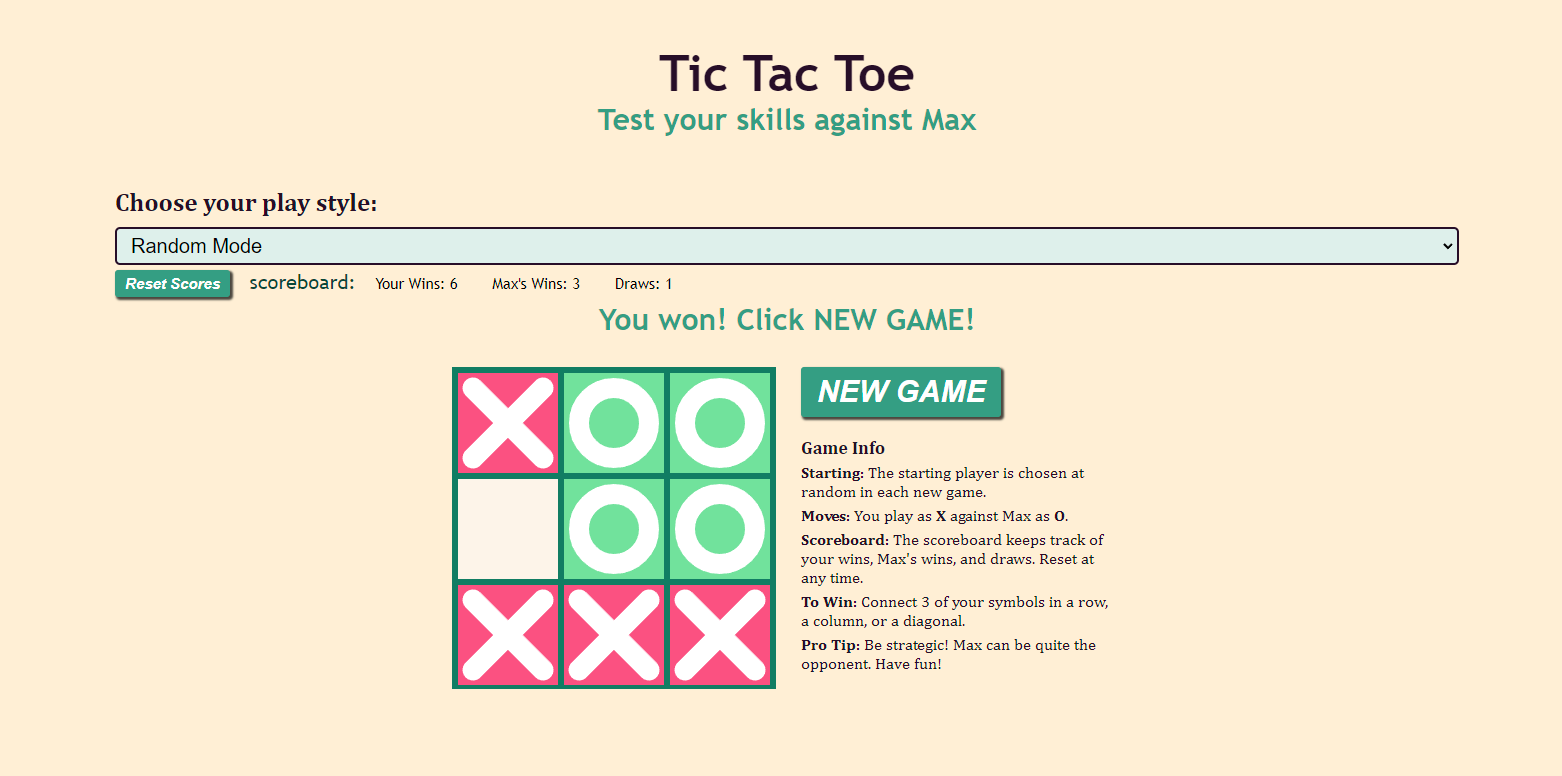 Tic Tac Toe
Test your skills against Max
Choose your play style:
Random Mode
Reset Scores scoreboard: Your Wins: 6 Max's Wins: 3 Draws: 1
You won! Click NEW GAME!
NEW GAME
Game Info
Starting: The starting player is chosen at
random in each new game.
Moves: You play as X against Max as O.
Scoreboard: The scoreboard keeps track of
your wins, Max's wins, and draws. Reset at
any time.
To Win: Connect 3 of your symbols in a row,
a column, or a diagonal.
Pro Tip: Be strategic! Max can be quite the
opponent. Have fun!